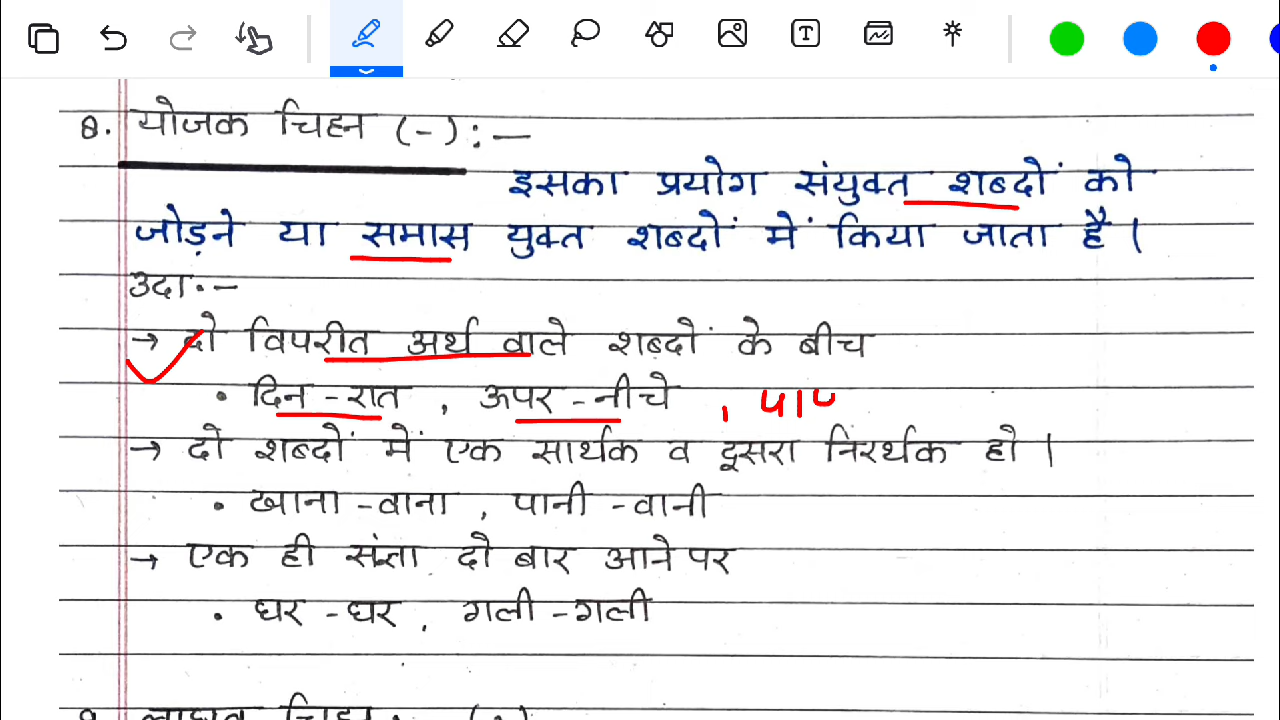 8. योजक चिह्न (-):—
इसका प्रयोग संयुक्त शब्दों को
जोड़ने या समास युक्त शब्दों में किया जाता है।
उदा.—
→ दो विपरीत अर्थ वाले शब्दों के बीच
• दिन-रात, ऊपर-नीचे , पाप
→ दो शब्दों में एक सार्थक व दूसरा निरर्थक हो।
• खाना-वाना, पानी-वानी
→ एक ही संज्ञा दो बार आने पर
• घर-घर, गली-गली